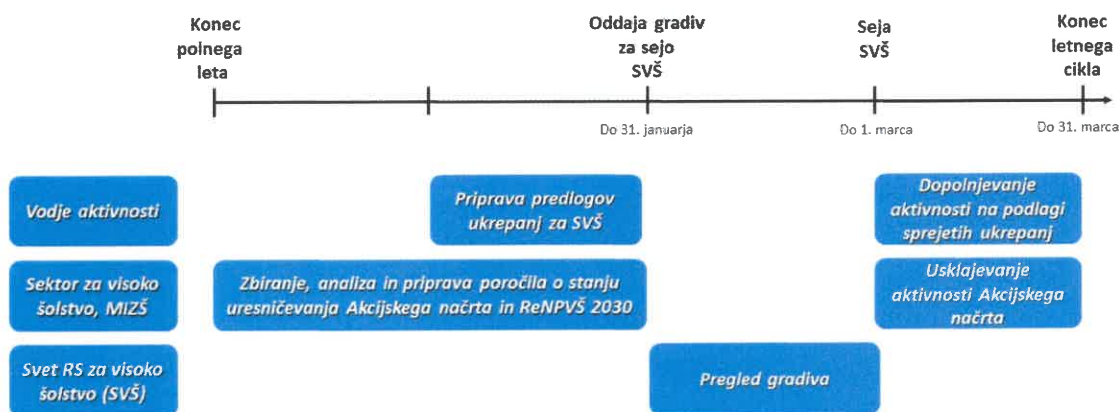 Konec
polnega
leta
Oddaja gradiv
za sejo
SVŠ
Seja
SVŠ
Konec
letnega
cikla
Do 31. januarja
Do 1. marca
Do 31. marca
Vodje aktivnosti
Priprava predlogov
ukrepanj za SVŠ
Dopolnjevanje
aktivnosti na podlagi
sprejetih ukrepanj
Sektor za visoko
šolstvo, MIZŠ
Zbiranje, analiza in priprava poročila o stanju
uresničevanja Akcijskega načrta in ReNPVŠ 2030
Usklajevanje
aktivnosti Akcijskega
načrta
Svet RS za visoko
šolstvo (SVŠ)
Pregled gradiva